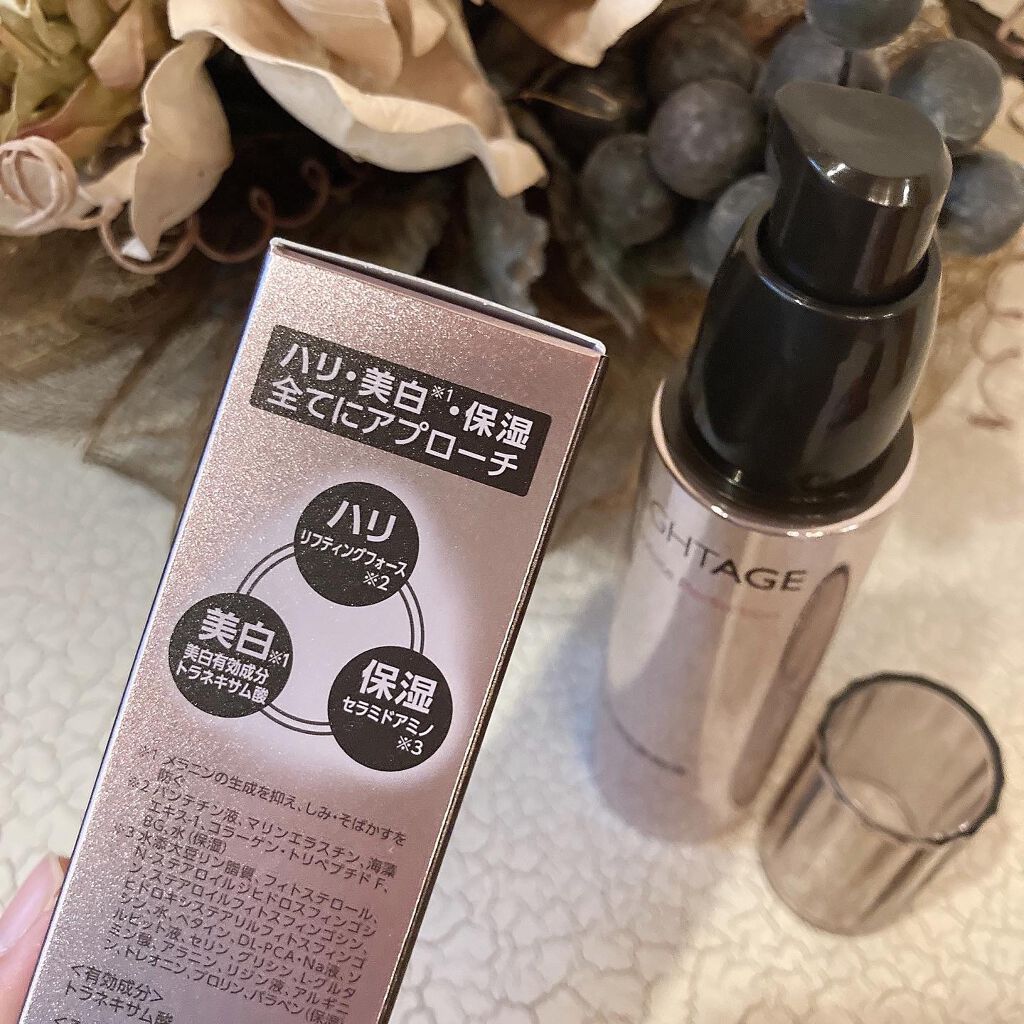 ハリ・美白※1・保湿
全てにアプローチ
ハリ
リフティングフォース
※2
美白※1
美白有効成分
トラネキサム酸
保湿
セラミドアミノ
※3
※1 メラニンの生成を抑え、しみ・そばかすを
防ぐ
※2 パンテチン液、マリンエラスチン、海藻
エキス-1、コラーゲン・トリペプチド F、
BG、水(保湿)
※3 水添大豆リン脂質、フィトステロール、
N-ステアロイルジヒドロスフィンゴシ
ン、ステアロイルフィトスフィンゴシン、
ヒドロキシステアリルフィトスフィンゴ
シン、水、ベタイン、DL-PCA・Na液、ソ
ルビット液、セリン、グリシン、L-グルタ
ミン酸、アラニン、リジン液、アルギニ
ン、トレオニン、プロリン、パラベン(保湿)
<有効成分>
トラネキサム酸
GHTAGE